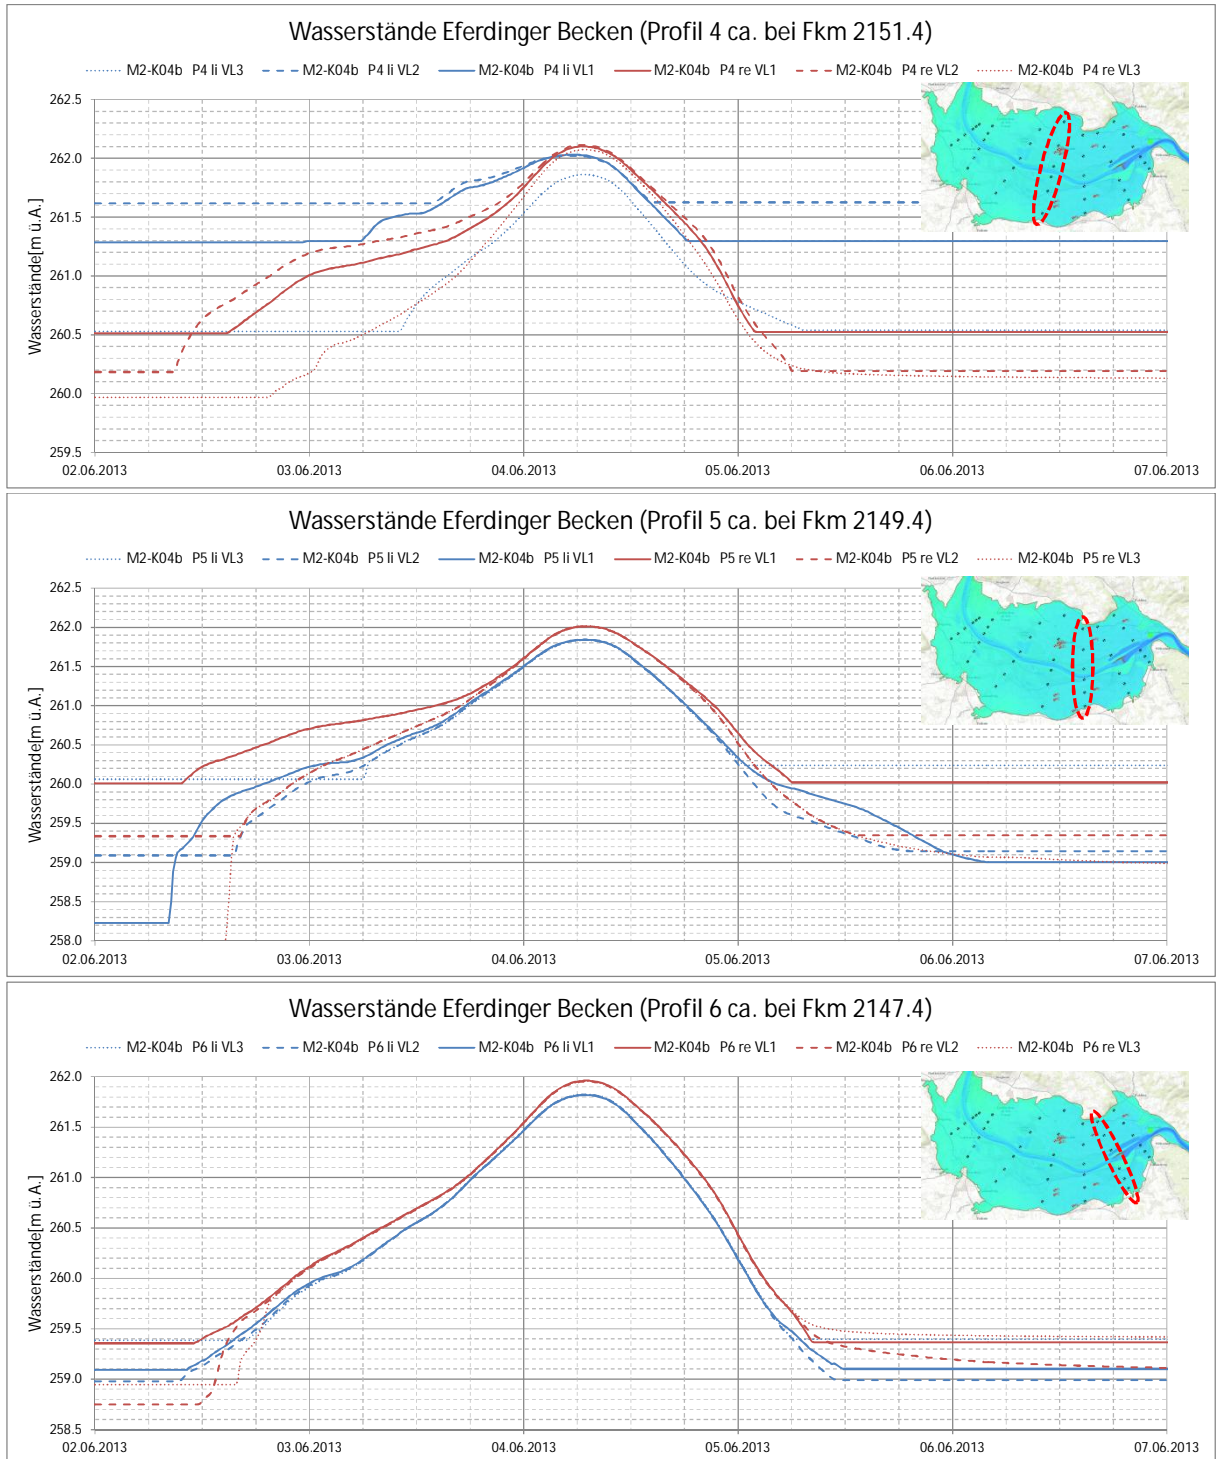 Wasserstände Eferdinger Becken (Profil 4 ca. bei Fkm 2151.4)
M2-K04b P4 li VL3 M2-K04b P4 li VL2 M2-K04b P4 li VL1 M2-K04b P4 re VL1 M2-K04b P4 re VL2 M2-K04b P4 re VL3
Wasserstände[m ü.A.]
262.5
262.0
261.5
261.0
260.5
260.0
259.5
02.06.2013 03.06.2013 04.06.2013 05.06.2013 06.06.2013 07.06.2013
Wasserstände Eferdinger Becken (Profil 5 ca. bei Fkm 2149.4)
M2-K04b P5 li VL3 M2-K04b P5 li VL2 M2-K04b P5 li VL1 M2-K04b P5 re VL1 M2-K04b P5 re VL2 M2-K04b P5 re VL3
Wasserstände[m ü.A.]
262.5
262.0
261.5
261.0
260.5
260.0
259.5
259.0
258.5
258.0
02.06.2013 03.06.2013 04.06.2013 05.06.2013 06.06.2013 07.06.2013
Wasserstände Eferdinger Becken (Profil 6 ca. bei Fkm 2147.4)
M2-K04b P6 li VL3 M2-K04b P6 li VL2 M2-K04b P6 li VL1 M2-K04b P6 re VL1 M2-K04b P6 re VL2 M2-K04b P6 re VL3
Wasserstände[m ü.A.]
262.0
261.5
261.0
260.5
260.0
259.5
259.0
258.5
02.06.2013 03.06.2013 04.06.2013 05.06.2013 06.06.2013 07.06.2013